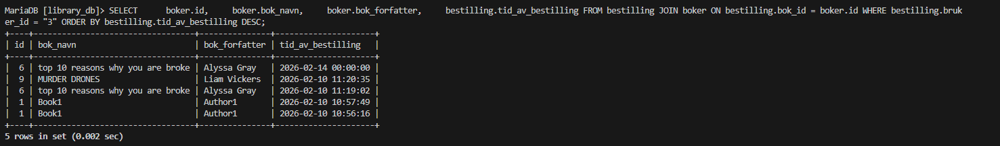 MariaDB [library_db]> SELECT      boker.id,     boker.bok_navn,     boker.bok_forfatter,     bestilling.tid_av_bestilling FROM bestilling JOIN boker ON bestilling.bok_id = boker.id WHERE bestilling.bruk
er_id = "3" ORDER BY bestilling.tid_av_bestilling DESC;
+----+--------------------------------+---------------+---------------------+
| id | bok_navn                       | bok_forfatter | tid_av_bestilling   |
+----+--------------------------------+---------------+---------------------+
|  6 | top 10 reasons why you are broke | Alyssa Gray   | 2026-02-14 00:00:00 |
|  9 | MURDER DRONES                  | Liam Vickers  | 2026-02-10 11:20:35 |
|  6 | top 10 reasons why you are broke | Alyssa Gray   | 2026-02-10 11:19:02 |
|  1 | Book1                          | Author1       | 2026-02-10 10:57:49 |
|  1 | Book1                          | Author1       | 2026-02-10 10:56:16 |
+----+--------------------------------+---------------+---------------------+
5 rows in set (0.002 sec)